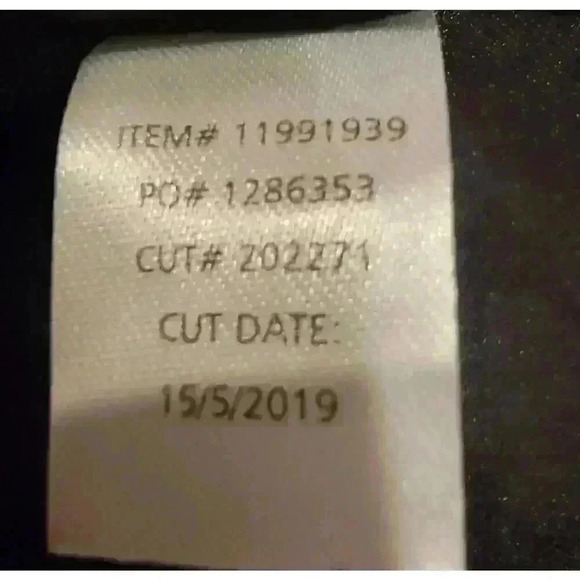 ITEM# 11991939
PO# 1286353
CUT# 202271
CUT DATE:
15/5/2019